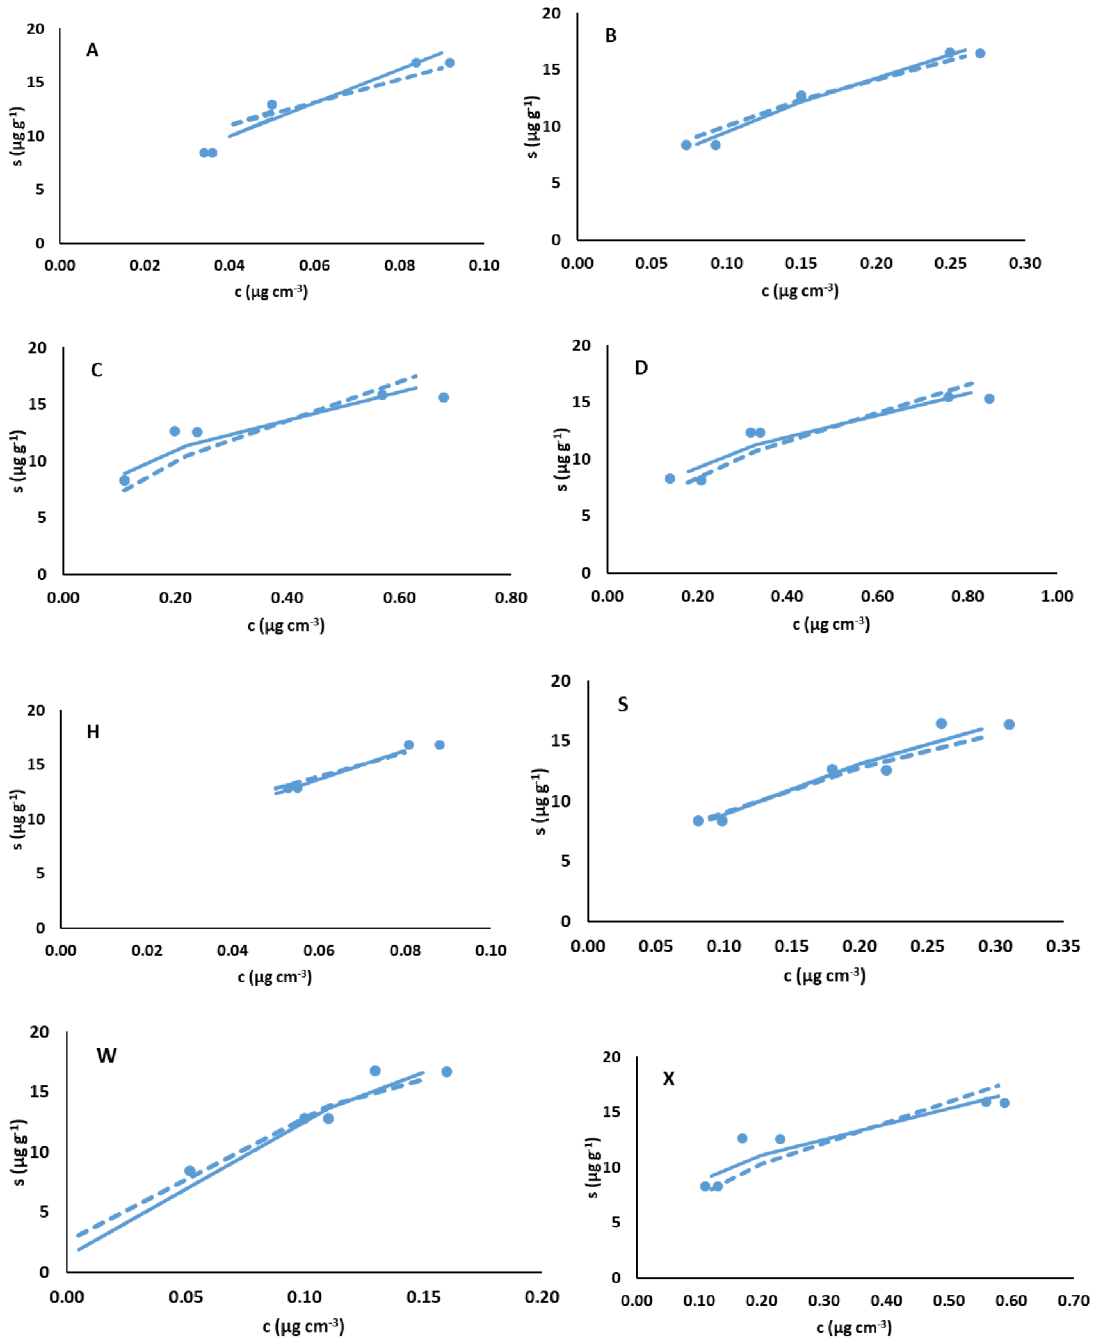 A
s (µg g⁻¹)
20
15
10
5
0
0.00 0.02 0.04 0.06 0.08 0.10
c (µg cm⁻³)
B
s (µg g⁻¹)
20
15
10
5
0
0.00 0.05 0.10 0.15 0.20 0.25 0.30
c (µg cm⁻³)
C
s (µg g⁻¹)
20
15
10
5
0
0.00 0.20 0.40 0.60 0.80
c (µg cm⁻³)
D
s (µg g⁻¹)
20
15
10
5
0
0.00 0.20 0.40 0.60 0.80 1.00
c (µg cm⁻³)
H
s (µg g⁻¹)
20
15
10
5
0
0.00 0.02 0.04 0.06 0.08 0.10
c (µg cm⁻³)
S
s (µg g⁻¹)
20
15
10
5
0
0.00 0.05 0.10 0.15 0.20 0.25 0.30 0.35
c (µg cm⁻³)
W
s (µg g⁻¹)
20
15
10
5
0
0.00 0.05 0.10 0.15 0.20
c (µg cm⁻³)
X
s (µg g⁻¹)
20
15
10
5
0
0.00 0.10 0.20 0.30 0.40 0.50 0.60 0.70
c (µg cm⁻³)